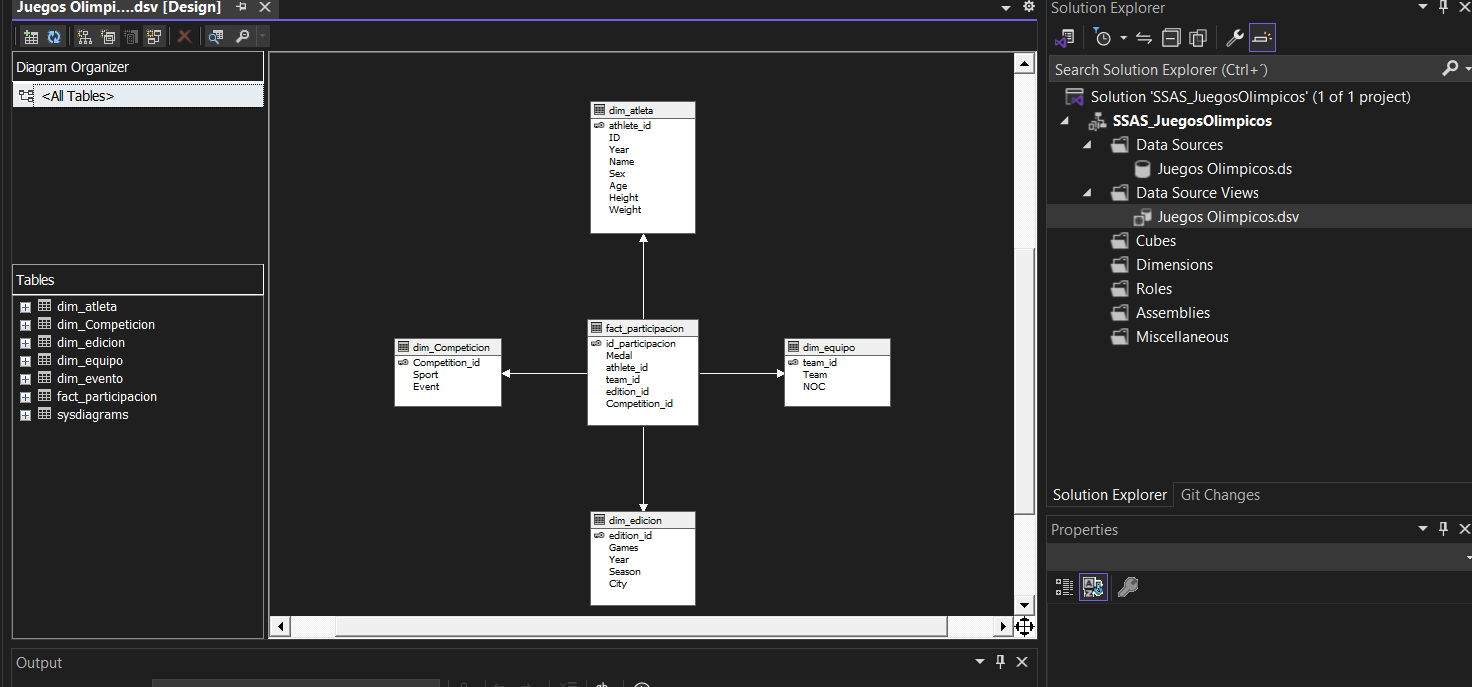 Juegos Olimpi....dsv [Design]
Diagram Organizer
<All Tables>
Tables
dim_atleta
dim_Competicion
dim_edicion
dim_equipo
dim_evento
fact_participacion
sysdiagrams
dim_atleta
athlete_id
ID
Year
Name
Sex
Age
Height
Weight
dim_Competicion
Competition_id
Sport
Event
fact_participacion
id_participacion
Medal
athlete_id
team_id
edition_id
Competition_id
dim_equipo
team_id
Team
NOC
dim_edicion
edition_id
Games
Year
Season
City
Output
Solution Explorer
Search Solution Explorer (Ctrl+´)
Solution 'SSAS_JuegosOlimpicos' (1 of 1 project)
SSAS_JuegosOlimpicos
Data Sources
Juegos Olimpicos.ds
Data Source Views
Juegos Olimpicos.dsv
Cubes
Dimensions
Roles
Assemblies
Miscellaneous
Solution Explorer
Git Changes
Properties